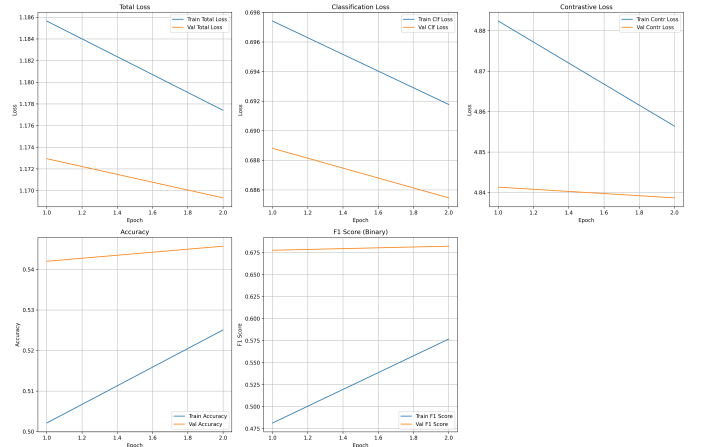 Total Loss
1.186
1.184
1.182
1.180
1.178
1.176
1.174
1.172
1.170
Loss
Train Total Loss
Val Total Loss
1.0 1.2 1.4 1.6 1.8 2.0
Epoch
Classification Loss
0.698
0.696
0.694
0.692
0.690
0.688
0.686
Loss
Train Clf Loss
Val Clf Loss
1.0 1.2 1.4 1.6 1.8 2.0
Epoch
Contrastive Loss
4.88
4.87
4.86
4.85
4.84
Loss
Train Contr Loss
Val Contr Loss
1.0 1.2 1.4 1.6 1.8 2.0
Epoch
Accuracy
0.54
0.53
0.52
0.51
0.50
Accuracy
Train Accuracy
Val Accuracy
1.0 1.2 1.4 1.6 1.8 2.0
Epoch
F1 Score (Binary)
0.675
0.650
0.625
0.600
0.575
0.550
0.525
0.500
0.475
F1 Score
Train F1 Score
Val F1 Score
1.0 1.2 1.4 1.6 1.8 2.0
Epoch